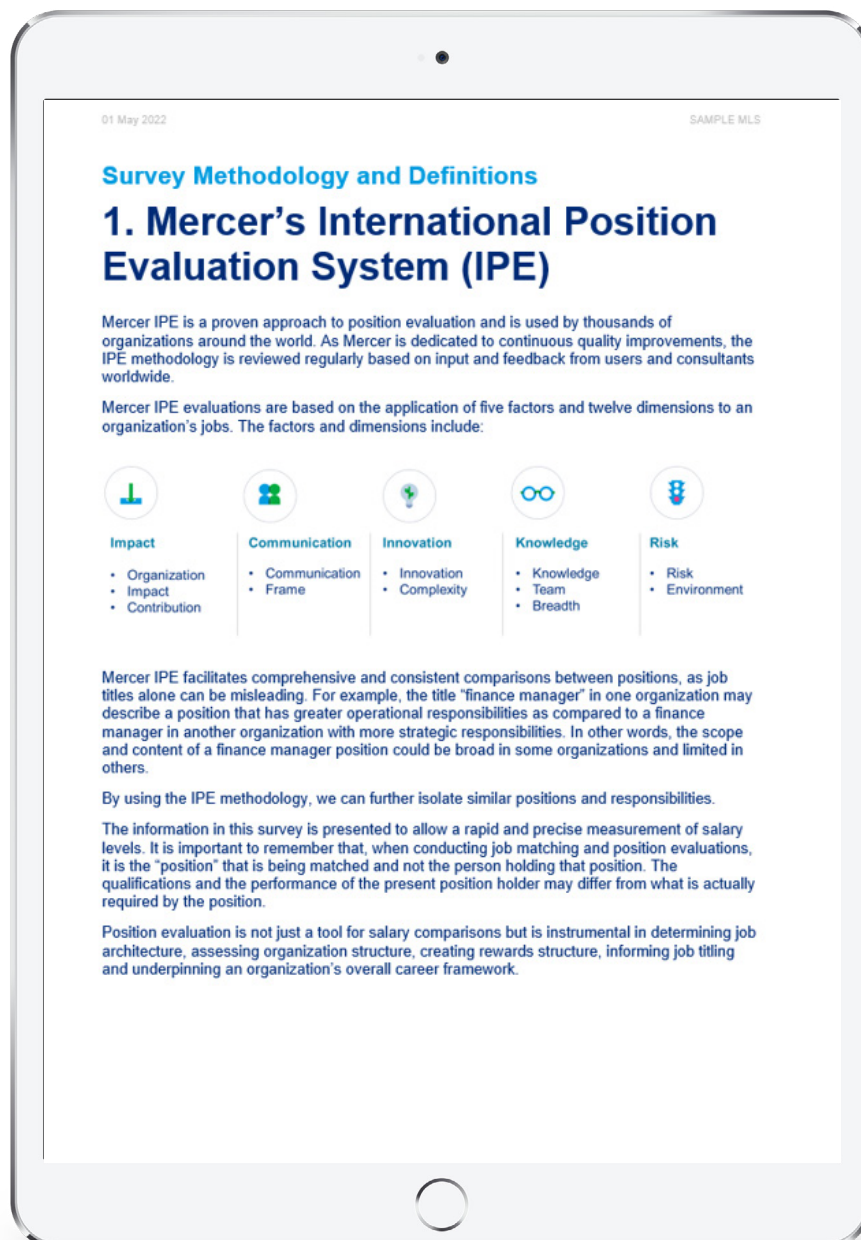 01 May 2022
SAMPLE MLS
Survey Methodology and Definitions
1. Mercer’s International Position
Evaluation System (IPE)
Mercer IPE is a proven approach to position evaluation and is used by thousands of
organizations around the world. As Mercer is dedicated to continuous quality improvements, the
IPE methodology is reviewed regularly based on input and feedback from users and consultants
worldwide.
Mercer IPE evaluations are based on the application of five factors and twelve dimensions to an
organization’s jobs. The factors and dimensions include:
Impact
• Organization
• Impact
• Contribution
Communication
• Communication
• Frame
Innovation
• Innovation
• Complexity
Knowledge
• Knowledge
• Team
• Breadth
Risk
• Risk
• Environment
Mercer IPE facilitates comprehensive and consistent comparisons between positions, as job
titles alone can be misleading. For example, the title “finance manager” in one organization may
describe a position that has greater operational responsibilities as compared to a finance
manager in another organization with more strategic responsibilities. In other words, the scope
and content of a finance manager position could be broad in some organizations and limited in
others.
By using the IPE methodology, we can further isolate similar positions and responsibilities.
The information in this survey is presented to allow a rapid and precise measurement of salary
levels. It is important to remember that, when conducting job matching and position evaluations,
it is the “position” that is being matched and not the person holding that position. The
qualifications and the performance of the present position holder may differ from what is actually
required by the position.
Position evaluation is not just a tool for salary comparisons but is instrumental in determining job
architecture, assessing organization structure, creating rewards structure, informing job titling
and underpinning an organization’s overall career framework.